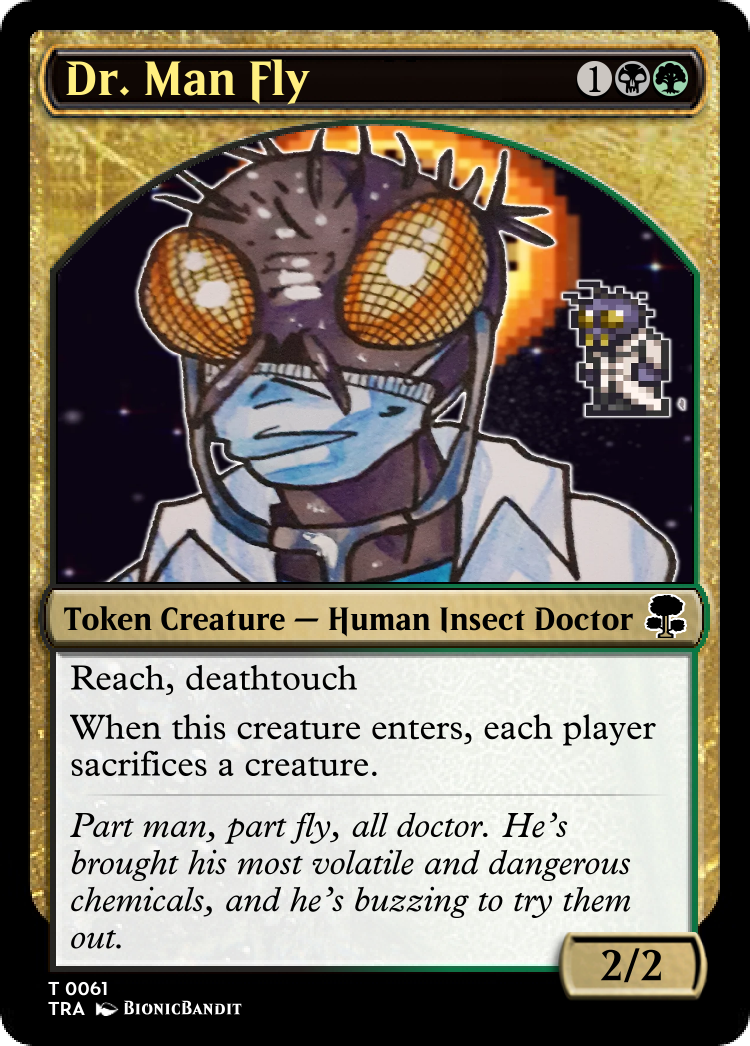 Dr. Man Fly 1
Token Creature — Human Insect Doctor
Reach, deathtouch
When this creature enters, each player
sacrifices a creature.
Part man, part fly, all doctor. He's
brought his most volatile and dangerous
chemicals, and he's buzzing to try them
out.
2/2
T 0061
TRA BionicBandit